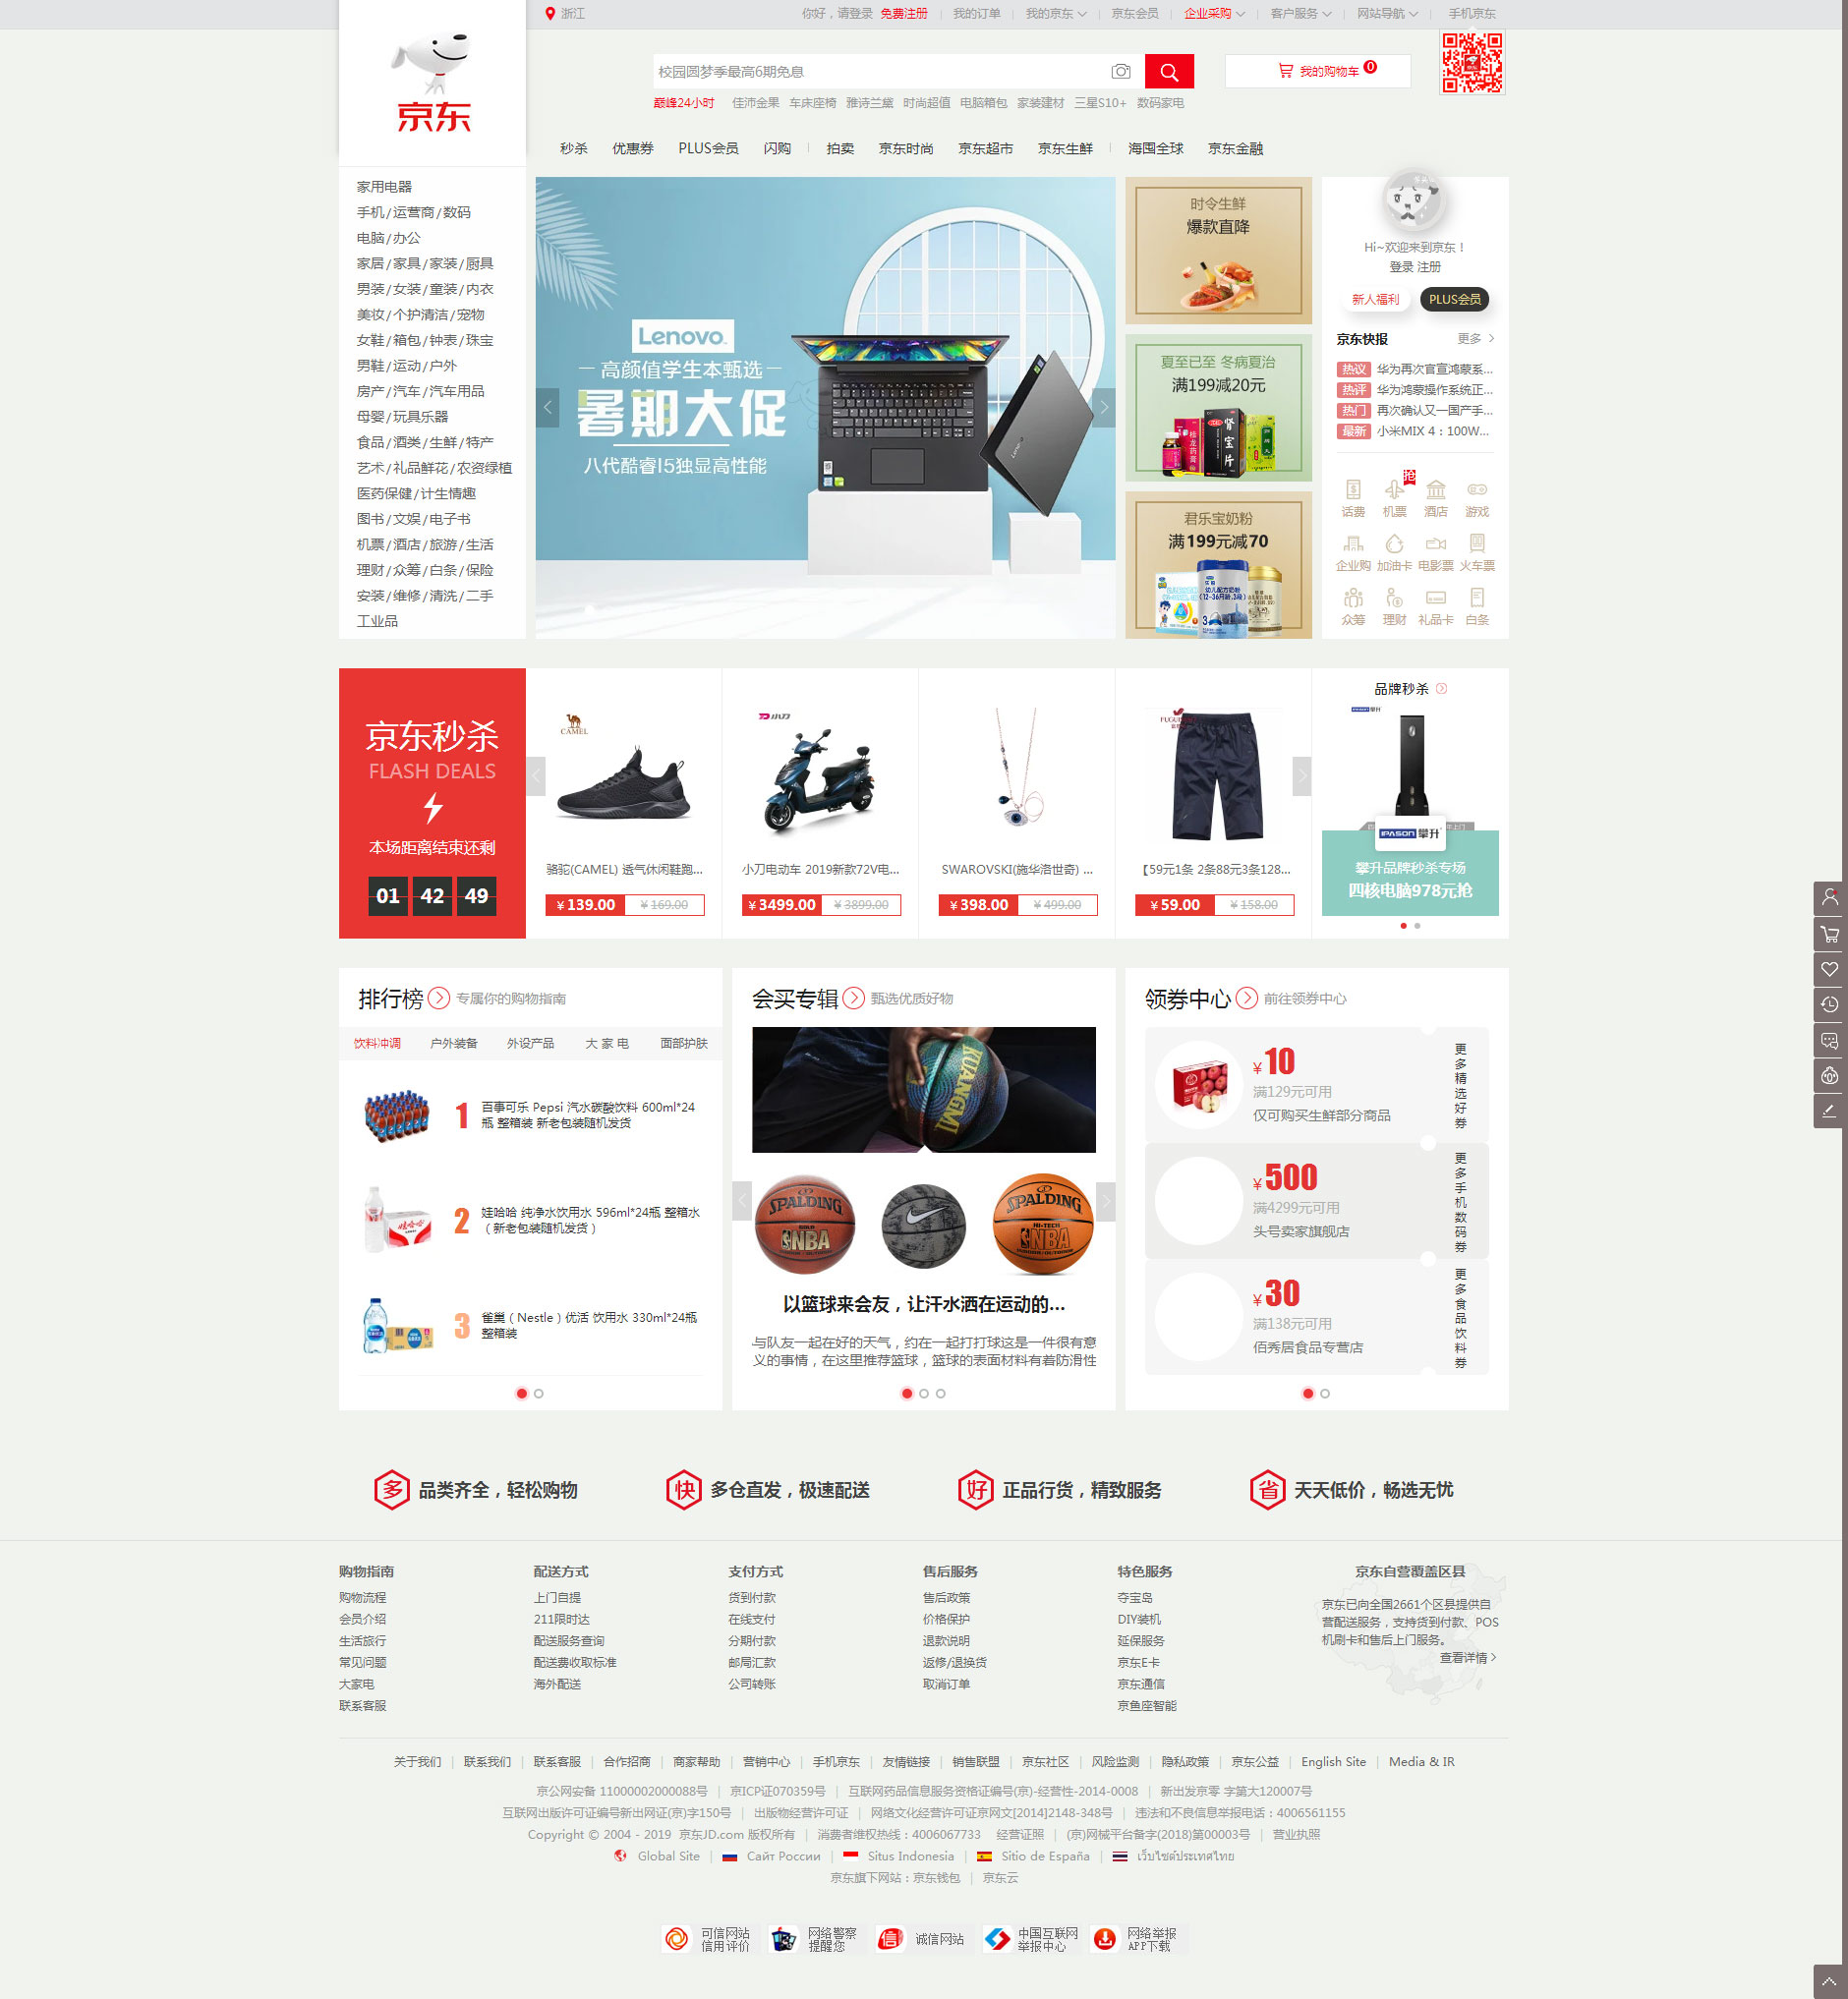 浙江
你好，请登录 免费注册 我的订单 我的京东 京东会员 企业采购 客户服务 网站导航 手机京东
京东
校园圆梦季最高6期免息
我的购物车 0
巅峰24小时 佳沛金果 车床座椅 雅诗兰黛 时尚超值 电脑箱包 家装建材 三星S10+ 数码家电
秒杀 优惠券 PLUS会员 闪购 拍卖 京东时尚 京东超市 京东生鲜 海囤全球 京东金融
家用电器
手机/运营商/数码
电脑/办公
家居/家具/家装/厨具
男装/女装/童装/内衣
美妆/个护清洁/宠物
女鞋/箱包/钟表/珠宝
男鞋/运动/户外
房产/汽车/汽车用品
母婴/玩具乐器
食品/酒类/生鲜/特产
艺术/礼品鲜花/农资绿植
医药保健/计生情趣
图书/文娱/电子书
机票/酒店/旅游/生活
理财/众筹/白条/保险
安装/维修/清洗/二手
工业品
Lenovo
高颜值学生本甄选
暑期大促
八代酷睿I5独显高性能
时令生鲜
爆款直降
夏至已至 冬病夏治
满199减20元
肾宝片
君乐宝奶粉
满199元减70
Hi~欢迎来到京东！
登录 注册
新人福利 PLUS会员
京东快报 更多
热议 华为再次官宣鸿蒙系...
热评 华为鸿蒙操作系统正...
热门 再次确认又一国产手...
最新 小米MIX 4：100W...
抢
话费 机票 酒店 游戏
企业购 加油卡 电影票 火车票
众筹 理财 礼品卡 白条
京东秒杀
FLASH DEALS
本场距离结束还剩
01 42 49
CAMEL
骆驼(CAMEL) 透气休闲鞋跑...
¥ 139.00 ¥ 169.00
小刀
小刀电动车 2019新款72V电...
¥ 3499.00 ¥ 3899.00
SWAROVSKI(施华洛世奇) ...
¥ 398.00 ¥ 499.00
【59元1条 2条88元3条128...
¥ 59.00 ¥ 158.00
品牌秒杀
IPASON 攀升
攀升品牌秒杀专场
四核电脑978元抢
排行榜 专属你的购物指南
饮料冲调 户外装备 外设产品 大 家 电 面部护肤
1 百事可乐 Pepsi 汽水碳酸饮料 600ml*24
瓶 整箱装 新老包装随机发货
2 娃哈哈 纯净水饮用水 596ml*24瓶 整箱水
（新老包装随机发货）
3 雀巢（Nestle）优活 饮用水 330ml*24瓶
整箱装
会买专辑 甄选优质好物
KUANGMI
SPALDING
NBA
SPALDING
NBA
以篮球来会友，让汗水洒在运动的...
与队友一起在好的天气，约在一起打打球这是一件很有意
义的事情，在这里推荐篮球，篮球的表面材料有着防滑性
领券中心 前往领券中心
¥ 10
满129元可用
仅可购买生鲜部分商品
更多精选好券
¥ 500
满4299元可用
头号卖家旗舰店
更多手机数码券
¥ 30
满138元可用
佰秀居食品专营店
更多食品饮料券
多 品类齐全，轻松购物
快 多仓直发，极速配送
好 正品行货，精致服务
省 天天低价，畅选无忧
购物指南
购物流程
会员介绍
生活旅行
常见问题
大家电
联系客服
配送方式
上门自提
211限时达
配送服务查询
配送费收取标准
海外配送
支付方式
货到付款
在线支付
分期付款
邮局汇款
公司转账
售后服务
售后政策
价格保护
退款说明
返修/退换货
取消订单
特色服务
夺宝岛
DIY装机
延保服务
京东E卡
京东通信
京鱼座智能
京东自营覆盖区县
京东已向全国2661个区县提供自
营配送服务，支持货到付款、POS
机刷卡和售后上门服务。
查看详情
关于我们 | 联系我们 | 联系客服 | 合作招商 | 商家帮助 | 营销中心 | 手机京东 | 友情链接 | 销售联盟 | 京东社区 | 风险监测 | 隐私政策 | 京东公益 | English Site | Media & IR
京公网安备 11000002000088号 | 京ICP证070359号 | 互联网药品信息服务资格证编号(京)-经营性-2014-0008 | 新出发京零 字第大120007号
互联网出版许可证编号新出网证(京)字150号 | 出版物经营许可证 | 网络文化经营许可证京网文[2014]2148-348号 | 违法和不良信息举报电话：4006561155
Copyright © 2004 - 2019 京东JD.com 版权所有 | 消费者维权热线：4006067733 经营证照 | (京)网械平台备字(2018)第00003号 | 营业执照
Global Site | Сайт России | Situs Indonesia | Sitio de España | เว็บไซต์ประเทศไทย
京东旗下网站：京东钱包 | 京东云
可信网站
信用评价
网络警察
提醒您
诚信网站
中国互联网
举报中心
网络举报
APP下载